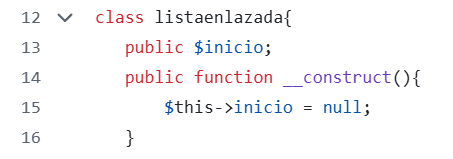 12 class listaenlazada{
13 public $inicio;
14 public function __construct(){
15 $this->inicio = null;
16 }